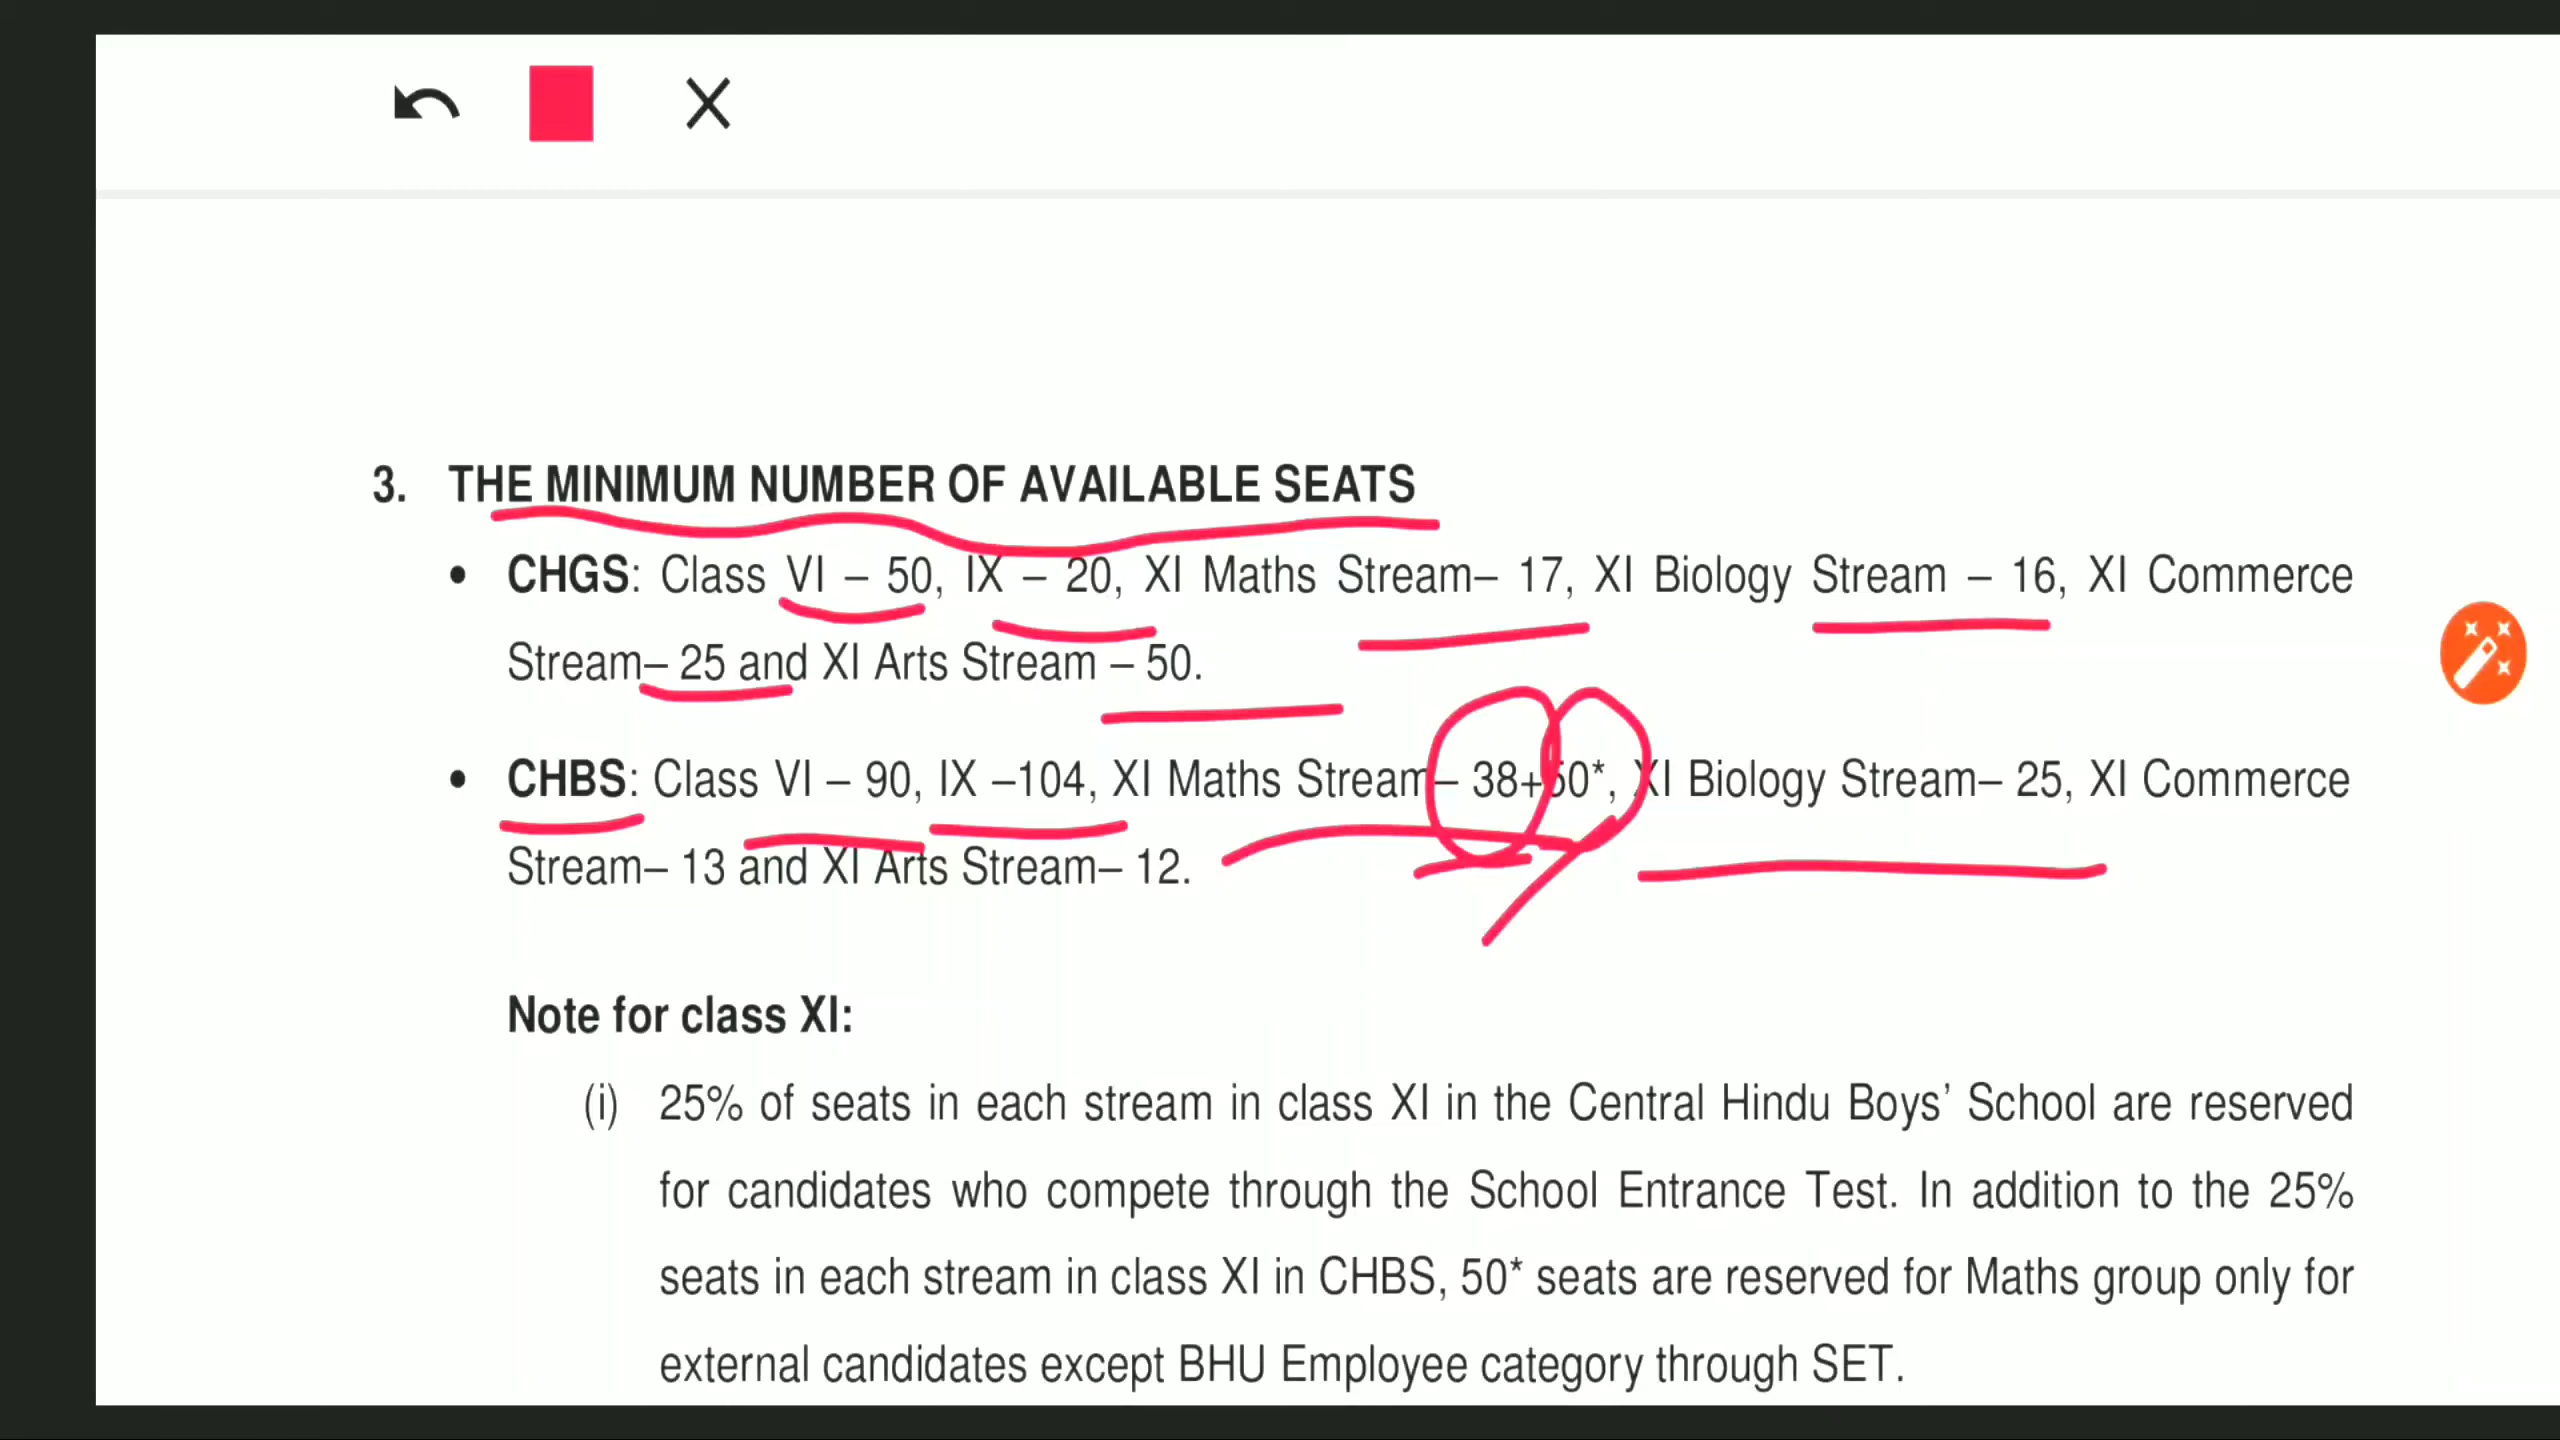 3. THE MINIMUM NUMBER OF AVAILABLE SEATS
• CHGS: Class VI – 50, IX – 20, XI Maths Stream– 17, XI Biology Stream – 16, XI Commerce
Stream– 25 and XI Arts Stream – 50.
• CHBS: Class VI – 90, IX –104, XI Maths Stream– 38+50*, XI Biology Stream– 25, XI Commerce
Stream– 13 and XI Arts Stream– 12.
Note for class XI:
(i) 25% of seats in each stream in class XI in the Central Hindu Boys’ School are reserved
for candidates who compete through the School Entrance Test. In addition to the 25%
seats in each stream in class XI in CHBS, 50* seats are reserved for Maths group only for
external candidates except BHU Employee category through SET.